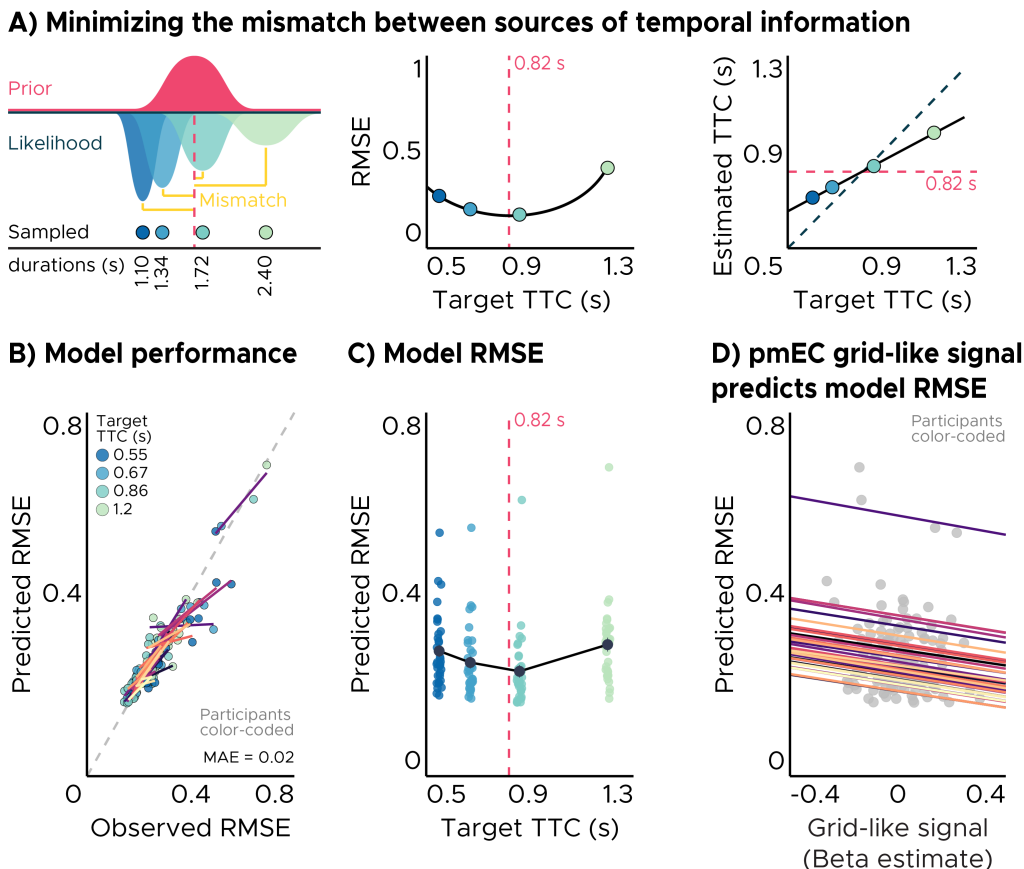 A) Minimizing the mismatch between sources of temporal information
Prior
Likelihood
Mismatch
Sampled
durations (s)
1.10
1.34
1.72
2.40
RMSE
1
0.5
0
0.82 s
0.5
0.9
1.3
Target TTC (s)
Estimated TTC (s)
1.3
0.9
0.5
0.82 s
0.9
1.3
Target TTC (s)
B) Model performance
Predicted RMSE
0.8
0.4
0
Target
TTC (s)
0.55
0.67
0.86
1.2
Participants
color-coded
MAE = 0.02
0.4
0.8
Observed RMSE
C) Model RMSE
Predicted RMSE
0.8
0.4
0
0.82 s
0.5
0.9
1.3
Target TTC (s)
D) pmEC grid-like signal
predicts model RMSE
Predicted RMSE
0.8
0.4
0
Participants
color-coded
-0.4
0
0.4
Grid-like signal
(Beta estimate)